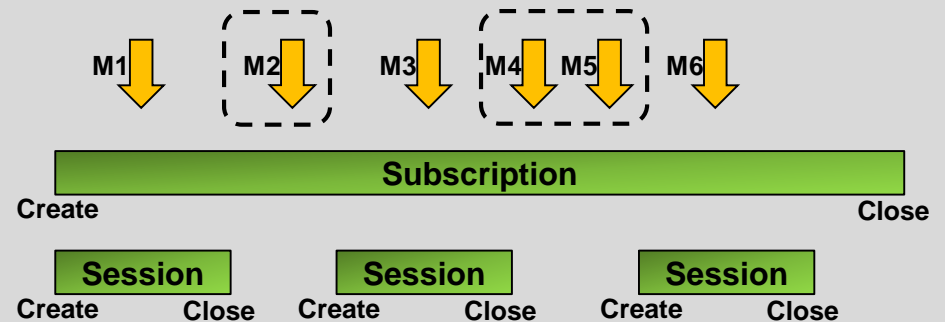 M1 M2 M3 M4 M5 M6
Subscription
Create Close
Session Session Session
Create Close Create Close Create Close